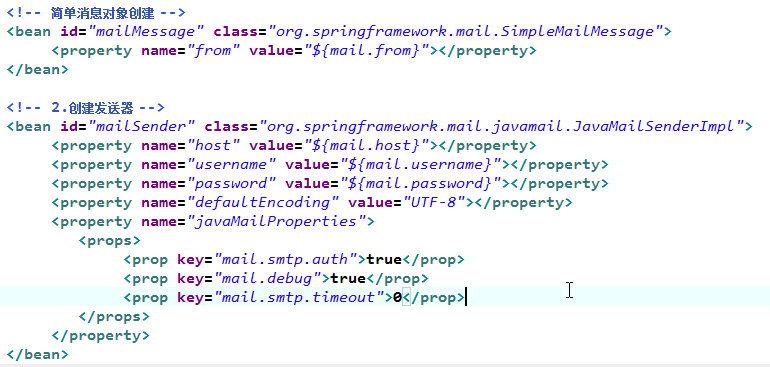 <!-- 简单消息对象创建 -->
<bean id="mailMessage" class="org.springframework.mail.SimpleMailMessage">
<property name="from" value="${mail.from}"></property>
</bean>
<!-- 2.创建发送器 -->
<bean id="mailSender" class="org.springframework.mail.javamail.JavaMailSenderImpl">
<property name="host" value="${mail.host}"></property>
<property name="username" value="${mail.username}"></property>
<property name="password" value="${mail.password}"></property>
<property name="defaultEncoding" value="UTF-8"></property>
<property name="javaMailProperties">
<props>
<prop key="mail.smtp.auth">true</prop>
<prop key="mail.debug">true</prop>
<prop key="mail.smtp.timeout">0</prop>
</props>
</property>
</bean>